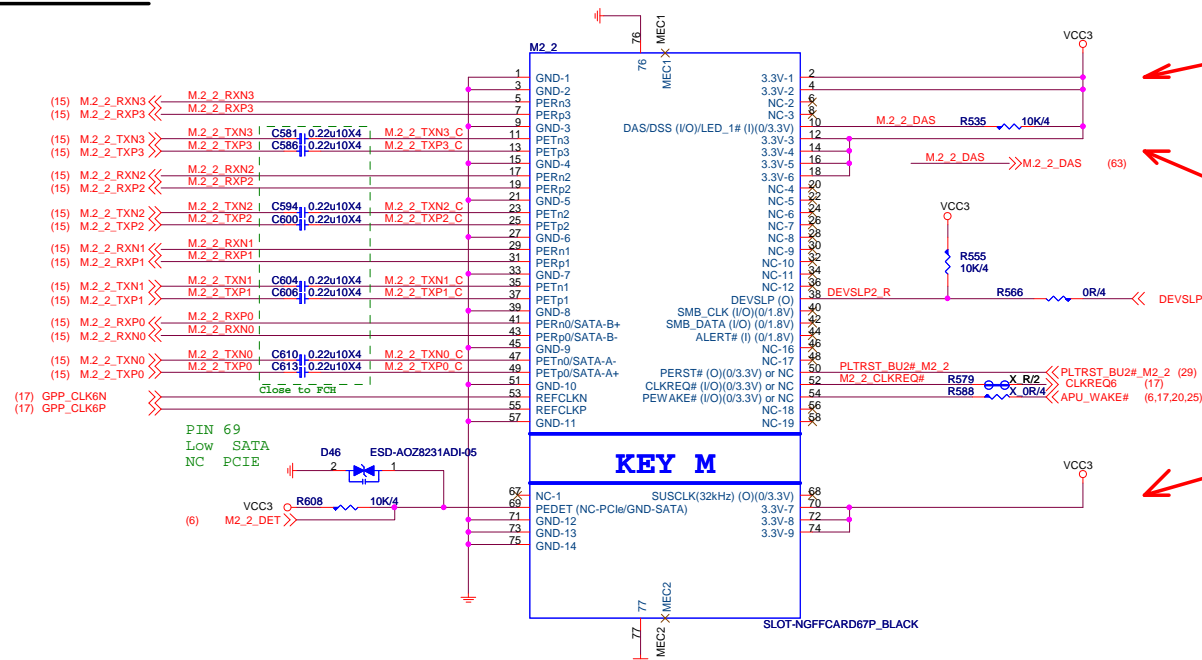 76
MEC1
VCC3
M2_2
76
MEC1
1 GND-1 3.3V-1 2
3 GND-2 3.3V-2 4
(15) M.2_2_RXN3 M.2_2_RXN3 5 PERn3 NC-2 6
(15) M.2_2_RXP3 M.2_2_RXP3 7 PERp3 NC-3 8
9 GND-3 DAS/DSS (I/O)/LED_1# (I)(0/3.3V) 10 M.2_2_DAS R535 10K/4
(15) M.2_2_TXN3 M.2_2_TXN3 C581 0.22u10X4 M.2_2_TXN3_C 11 PETn3 3.3V-3 12
(15) M.2_2_TXP3 M.2_2_TXP3 C586 0.22u10X4 M.2_2_TXP3_C 13 PETp3 3.3V-4 14
15 GND-4 3.3V-5 16 M.2_2_DAS M.2_2_DAS (63)
(15) M.2_2_RXN2 M.2_2_RXN2 17 PERn2 3.3V-6 18
(15) M.2_2_RXP2 M.2_2_RXP2 19 PERp2 NC-4 20
21 GND-5 NC-5 22
(15) M.2_2_TXN2 M.2_2_TXN2 C594 0.22u10X4 M.2_2_TXN2_C 23 PETn2 NC-6 24
(15) M.2_2_TXP2 M.2_2_TXP2 C600 0.22u10X4 M.2_2_TXP2_C 25 PETp2 NC-7 26
VCC3
27 GND-6 NC-8 28
(15) M.2_2_RXN1 M.2_2_RXN1 29 PERn1 NC-9 30
(15) M.2_2_RXP1 M.2_2_RXP1 31 PERp1 NC-10 32
R555
10K/4
33 GND-7 NC-11 34
(15) M.2_2_TXN1 M.2_2_TXN1 C604 0.22u10X4 M.2_2_TXN1_C 35 PETn1 NC-12 36
(15) M.2_2_TXP1 M.2_2_TXP1 C606 0.22u10X4 M.2_2_TXP1_C 37 PETp1 DEVSLP (O) 38 DEVSLP2_R R566 0R/4 DEVSLP
39 GND-8 SMB_CLK (I/O)(0/1.8V) 40
(15) M.2_2_RXP0 M.2_2_RXP0 41 PERn0/SATA-B+ SMB_DATA (I/O) (0/1.8V) 42
(15) M.2_2_RXN0 M.2_2_RXN0 43 PERp0/SATA-B- ALERT# (I) (0/1.8V) 44
45 GND-9 NC-16 46
(15) M.2_2_TXN0 M.2_2_TXN0 C610 0.22u10X4 M.2_2_TXN0_C 47 PETn0/SATA-A- NC-17 48
(15) M.2_2_TXP0 M.2_2_TXP0 C613 0.22u10X4 M.2_2_TXP0_C 49 PETp0/SATA-A+ PERST# (O)(0/3.3V) or NC 50 PLTRST_BU2#_M2_2 PLTRST_BU2#_M2_2 (29)
Close to FCH
51 GND-10 CLKREQ# (I/O)(0/3.3V) or NC 52 M2_2_CLKREQ# R579 X_R/2 CLKREQ6 (17)
(17) GPP_CLK6N 53 REFCLKN PEWAKE# (I/O)(0/3.3V) or NC 54 R588 X_0R/4 APU_WAKE# (6,17,20,25)
(17) GPP_CLK6P 55 REFCLKP NC-18 56
57 GND-11 NC-19 58
PIN 69
Low SATA
NC PCIE
KEY M
D46 ESD-AOZ8231ADI-05
2 1
VCC3
67 NC-1 SUSCLK(32kHz) (O)(0/3.3V) 68
VCC3 R608 10K/4 69 PEDET (NC-PCIe/GND-SATA) 3.3V-7 70
(6) M2_2_DET 71 GND-12 3.3V-8 72
73 GND-13 3.3V-9 74
75 GND-14
77
MEC2
SLOT-NGFFCARD67P_BLACK
77
MEC2